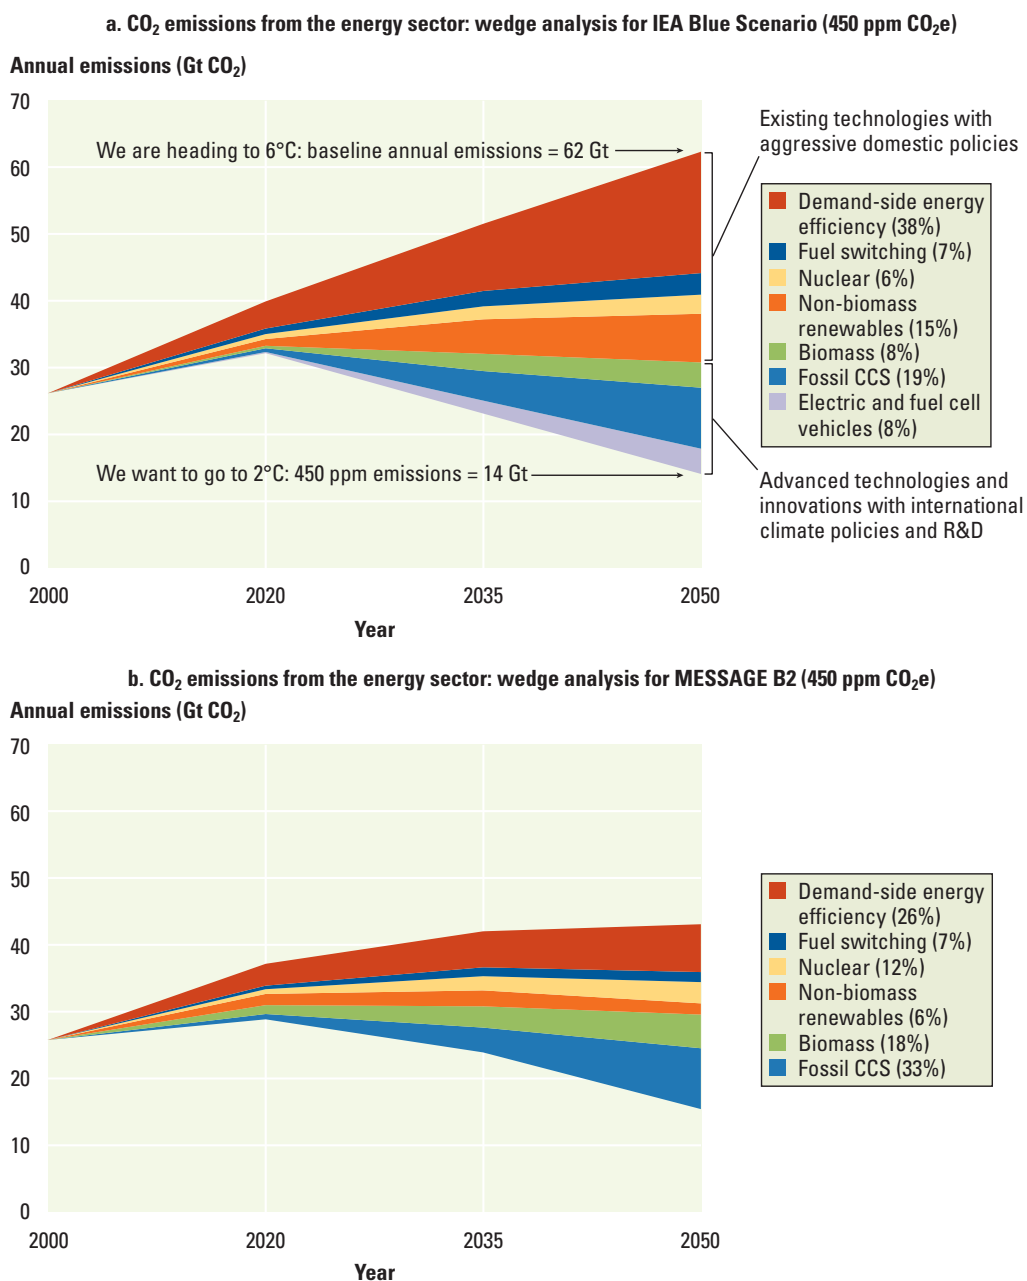 a. CO₂ emissions from the energy sector: wedge analysis for IEA Blue Scenario (450 ppm CO₂e)
Annual emissions (Gt CO₂)
70
60
50
40
30
20
10
0
We are heading to 6°C: baseline annual emissions = 62 Gt
We want to go to 2°C: 450 ppm emissions = 14 Gt
2000
2020
2035
2050
Year
Existing technologies with
aggressive domestic policies
Demand-side energy
efficiency (38%)
Fuel switching (7%)
Nuclear (6%)
Non-biomass
renewables (15%)
Biomass (8%)
Fossil CCS (19%)
Electric and fuel cell
vehicles (8%)
Advanced technologies and
innovations with international
climate policies and R&D
b. CO₂ emissions from the energy sector: wedge analysis for MESSAGE B2 (450 ppm CO₂e)
Annual emissions (Gt CO₂)
70
60
50
40
30
20
10
0
2000
2020
2035
2050
Year
Demand-side energy
efficiency (26%)
Fuel switching (7%)
Nuclear (12%)
Non-biomass
renewables (6%)
Biomass (18%)
Fossil CCS (33%)